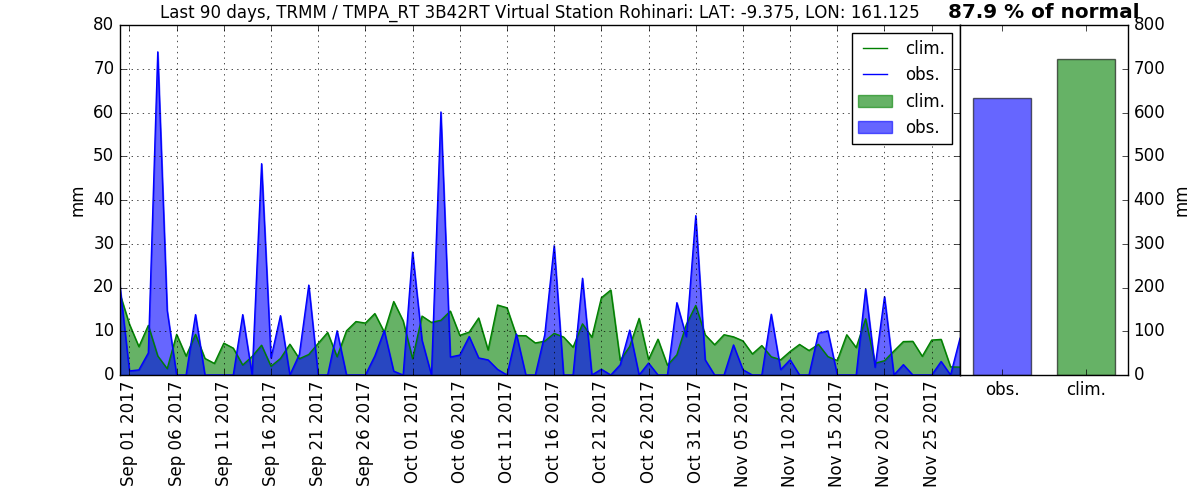 Last 90 days, TRMM / TMPA_RT 3B42RT Virtual Station Rohinari: LAT: -9.375, LON: 161.125
87.9 % of normal
80
70
60
50
40
30
20
10
0
mm
clim.
obs.
clim.
obs.
800
700
600
500
400
300
200
100
0
mm
Sep 01 2017
Sep 06 2017
Sep 11 2017
Sep 16 2017
Sep 21 2017
Sep 26 2017
Oct 01 2017
Oct 06 2017
Oct 11 2017
Oct 16 2017
Oct 21 2017
Oct 26 2017
Oct 31 2017
Nov 05 2017
Nov 10 2017
Nov 15 2017
Nov 20 2017
Nov 25 2017
obs.
clim.